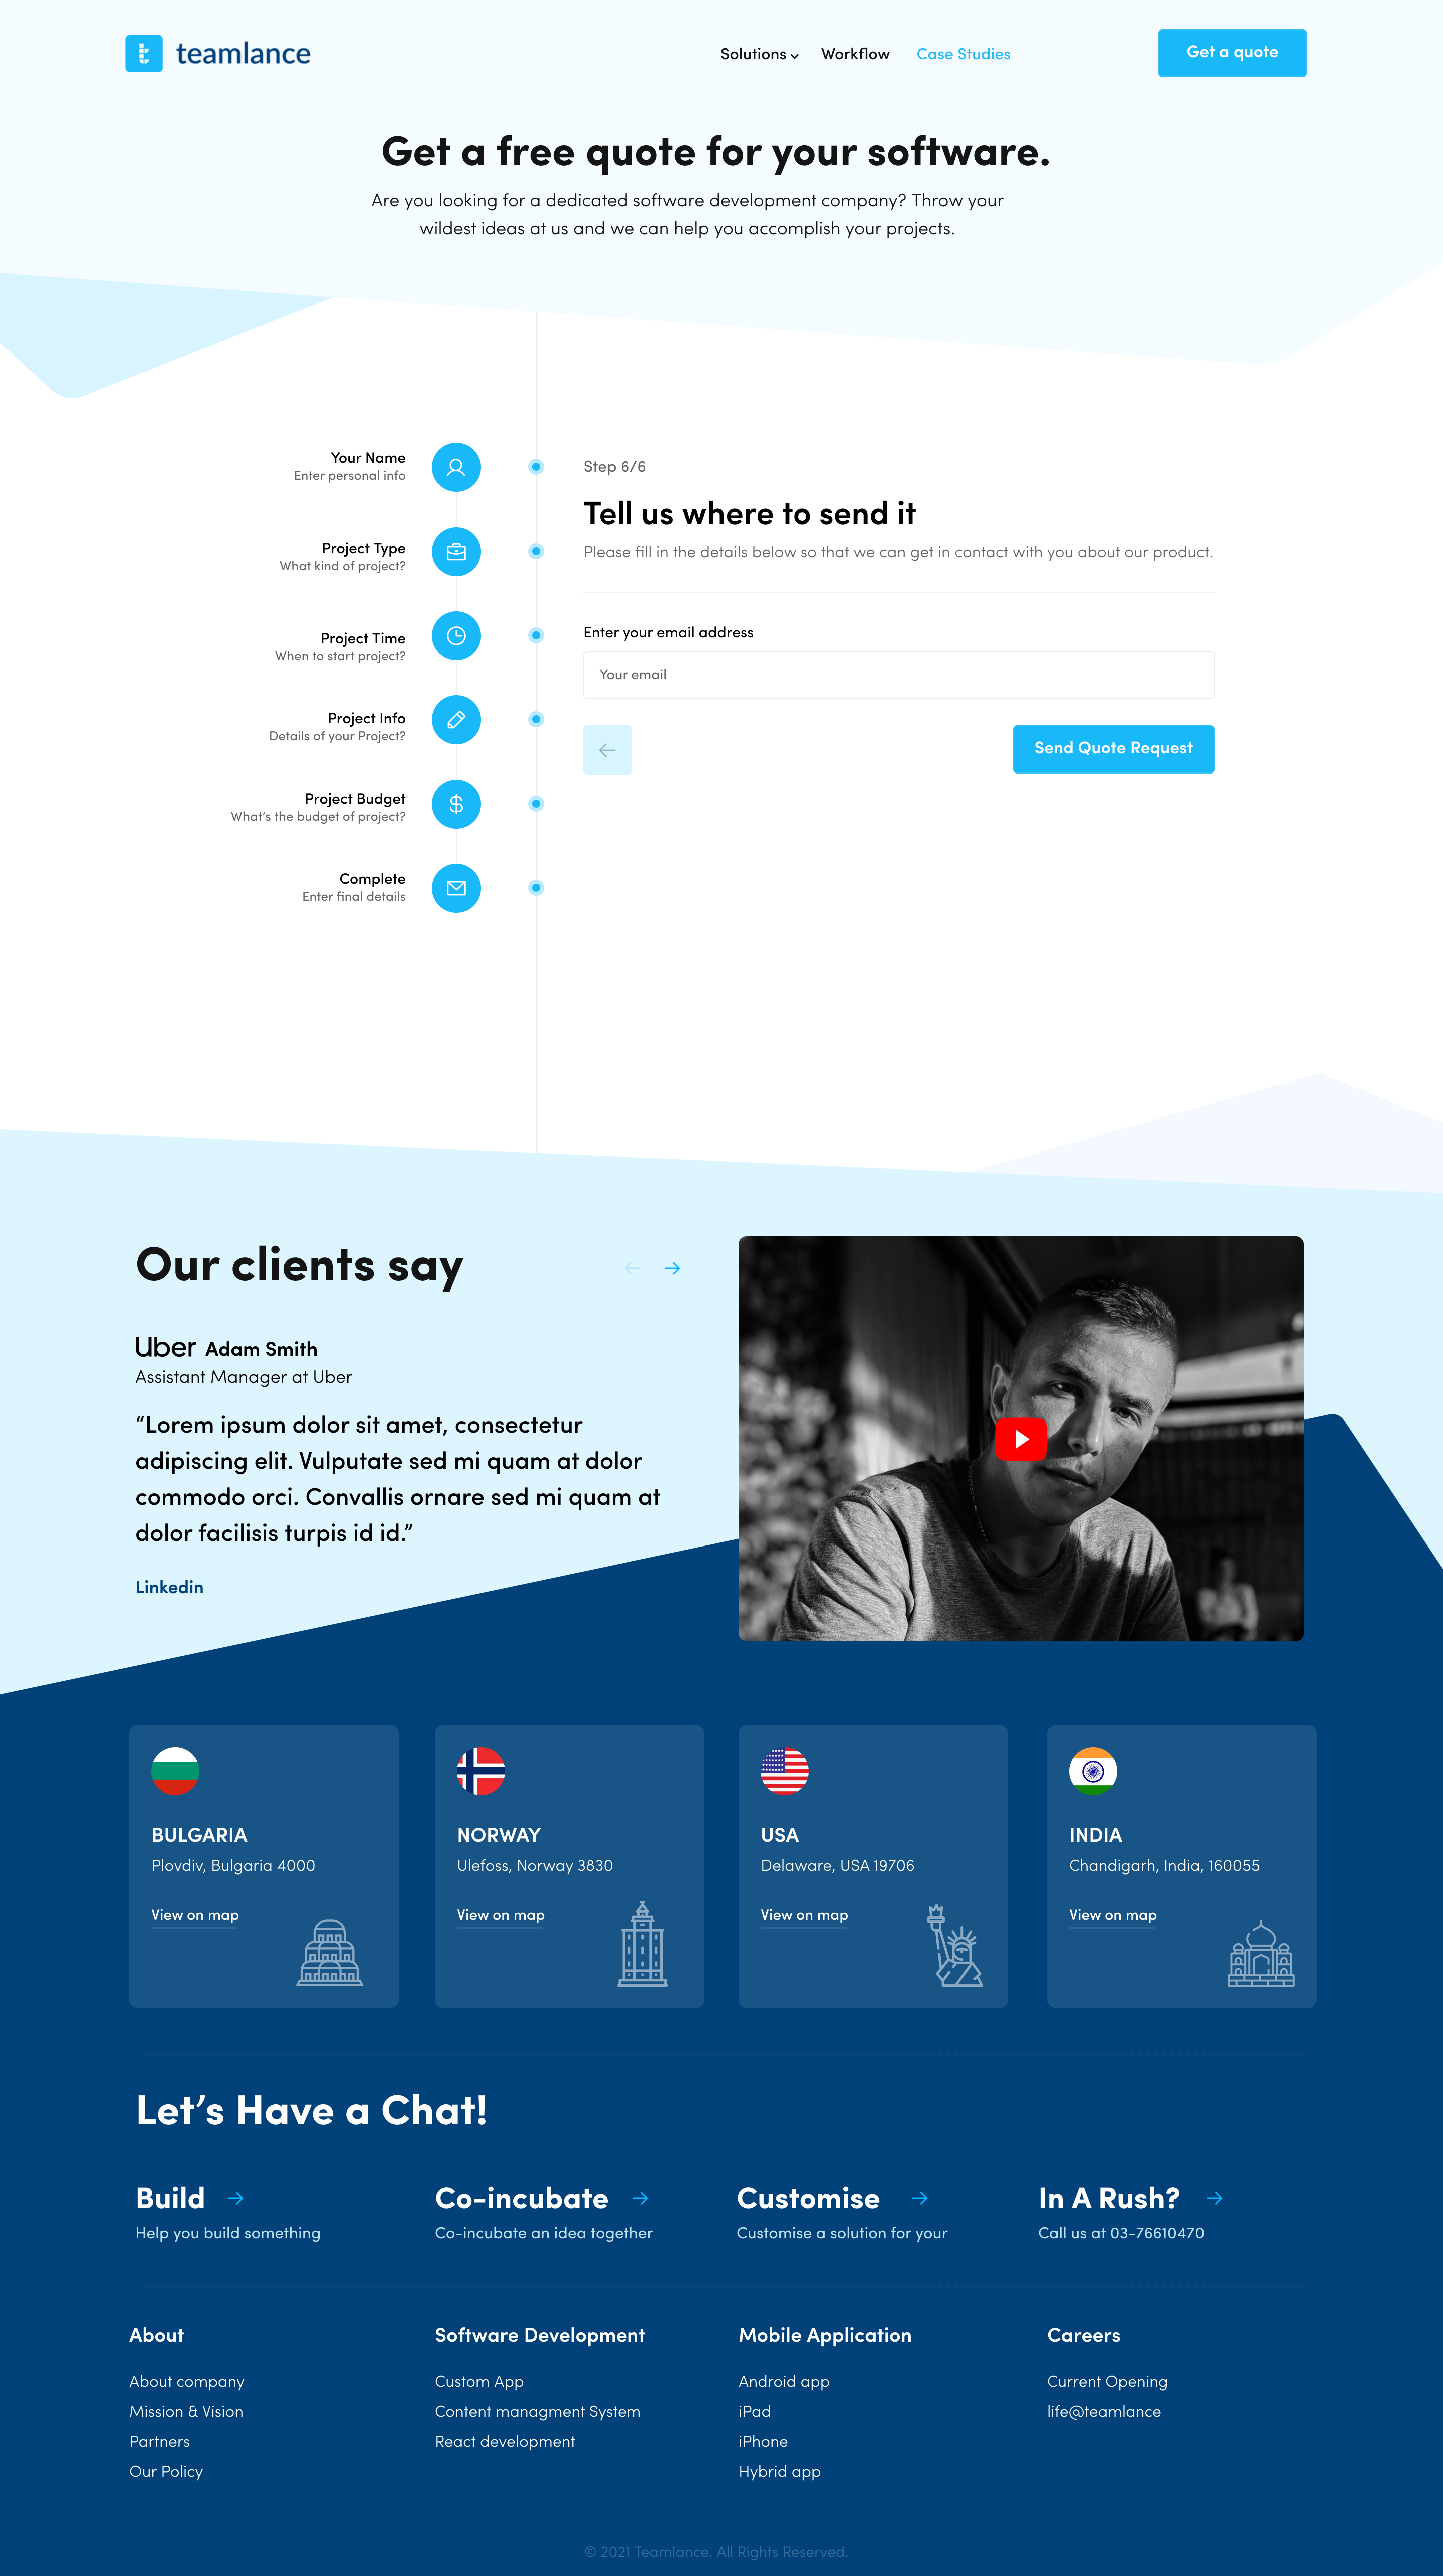 teamlance
Solutions
Workflow
Case Studies
Get a quote
Get a free quote for your software.
Are you looking for a dedicated software development company? Throw your
wildest ideas at us and we can help you accomplish your projects.
Your Name
Enter personal info
Project Type
What kind of project?
Project Time
When to start project?
Project Info
Details of your Project?
Project Budget
What's the budget of project?
Complete
Enter final details
Step 6/6
Tell us where to send it
Please fill in the details below so that we can get in contact with you about our product.
Enter your email address
Your email
Send Quote Request
Our clients say
Uber Adam Smith
Assistant Manager at Uber
“Lorem ipsum dolor sit amet, consectetur
adipiscing elit. Vulputate sed mi quam at dolor
commodo orci. Convallis ornare sed mi quam at
dolor facilisis turpis id id.”
Linkedin
BULGARIA
Plovdiv, Bulgaria 4000
View on map
NORWAY
Ulefoss, Norway 3830
View on map
USA
Delaware, USA 19706
View on map
INDIA
Chandigarh, India, 160055
View on map
Let’s Have a Chat!
Build
Help you build something
Co-incubate
Co-incubate an idea together
Customise
Customise a solution for your
In A Rush?
Call us at 03-76610470
About
About company
Mission & Vision
Partners
Our Policy
Software Development
Custom App
Content managment System
React development
Mobile Application
Android app
iPad
iPhone
Hybrid app
Careers
Current Opening
life@teamlance
© 2021 Teamlance. All Rights Reserved.